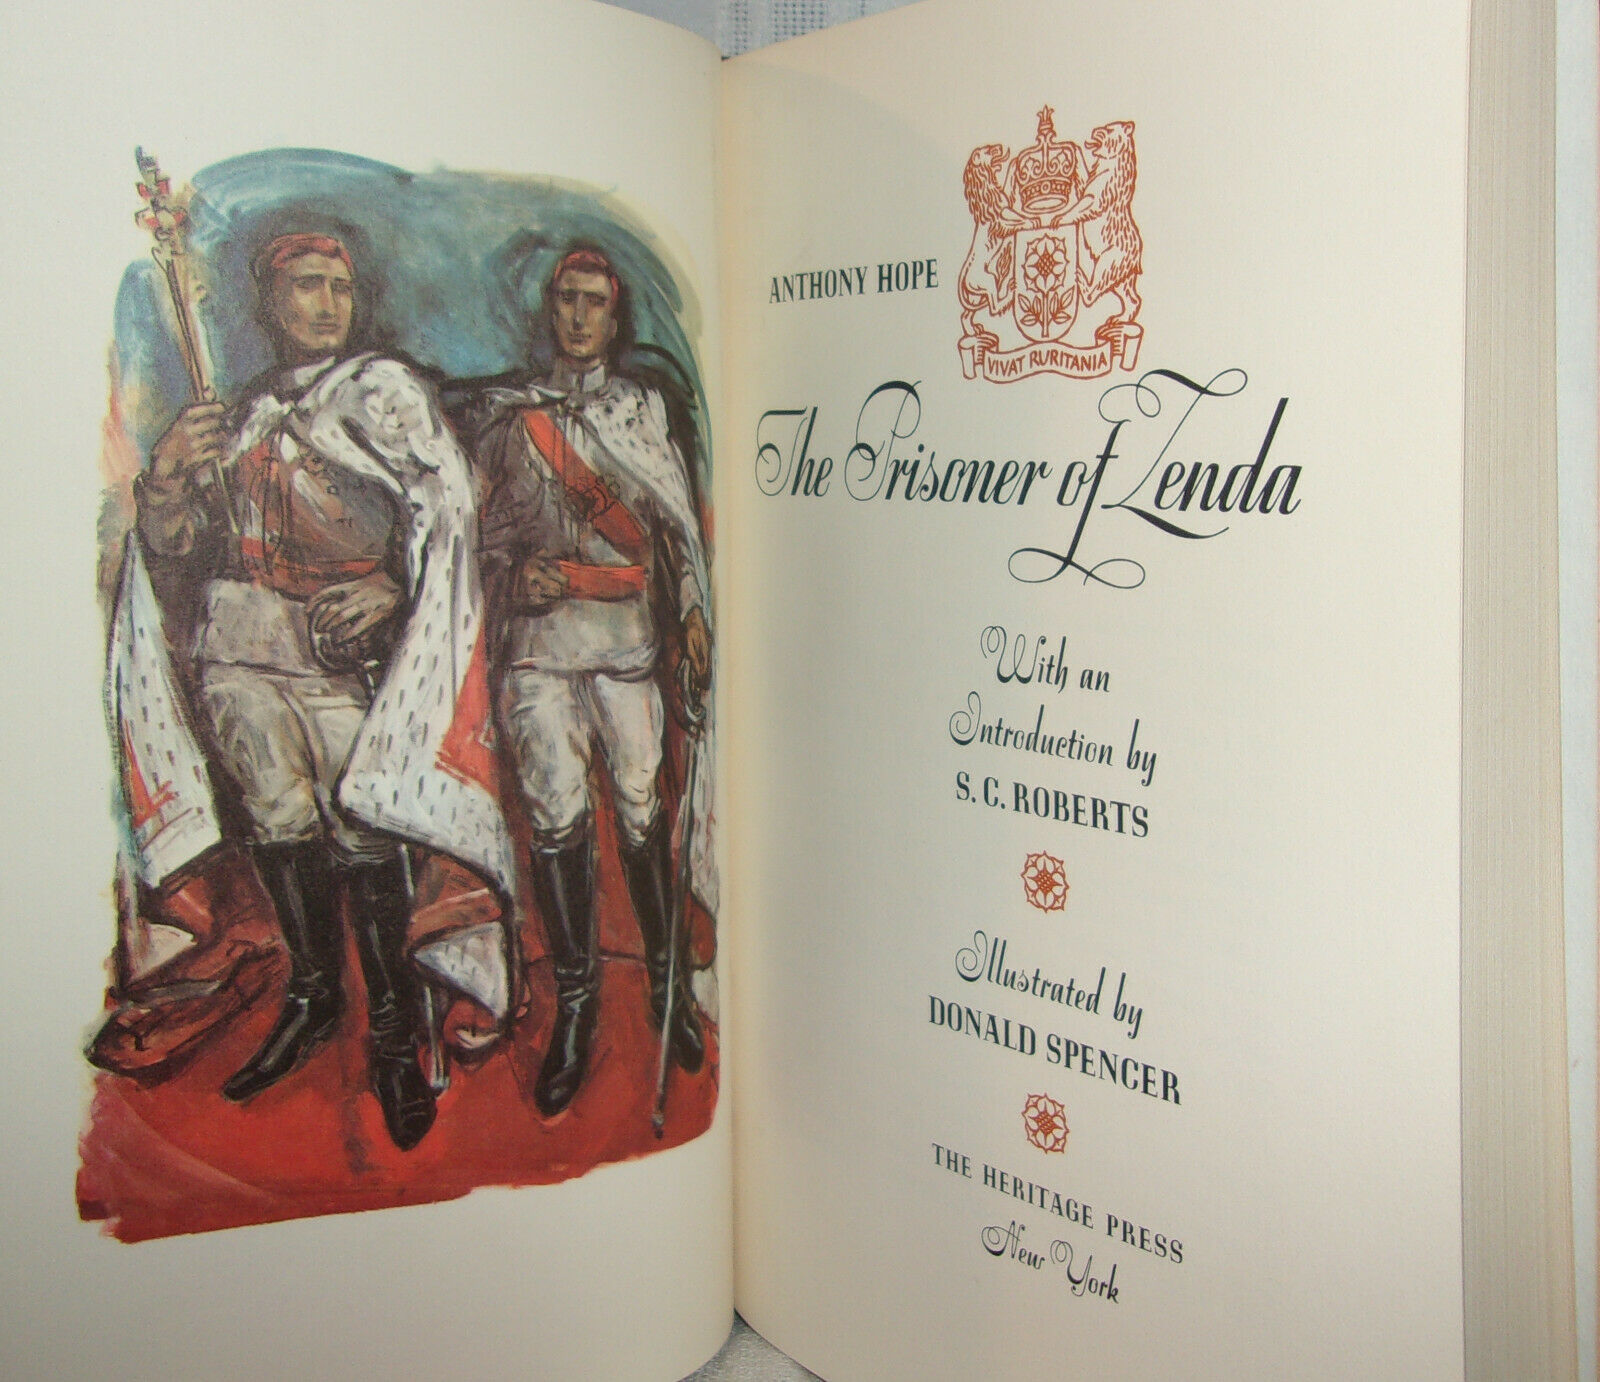 ANTHONY HOPE
VIVAT RURITANIA
The Prisoner of Zenda
With an
Introduction by
S. C. ROBERTS
Illustrated by
DONALD SPENCER
THE HERITAGE PRESS
New York